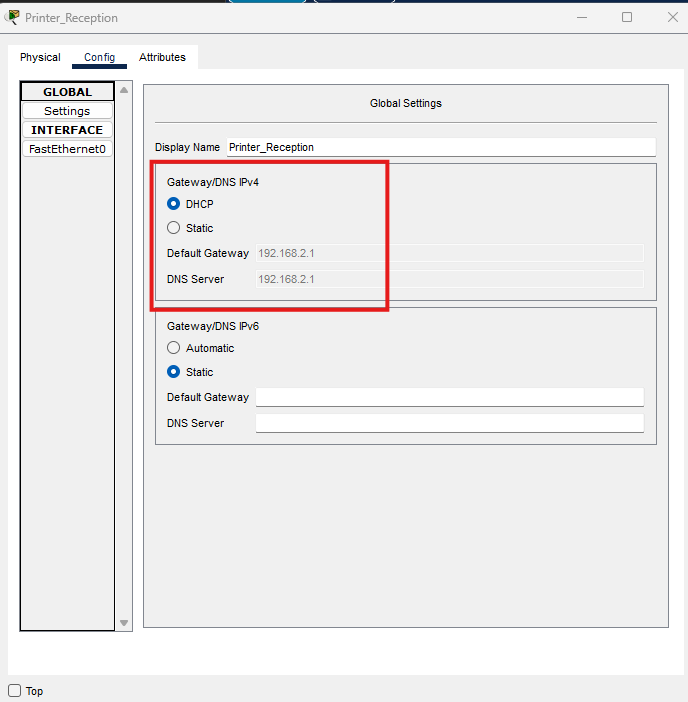 Printer_Reception
Physical Config Attributes
GLOBAL
Settings
INTERFACE
FastEthernet0
Global Settings
Display Name Printer_Reception
Gateway/DNS IPv4
DHCP
Static
Default Gateway 192.168.2.1
DNS Server 192.168.2.1
Gateway/DNS IPv6
Automatic
Static
Default Gateway
DNS Server
Top